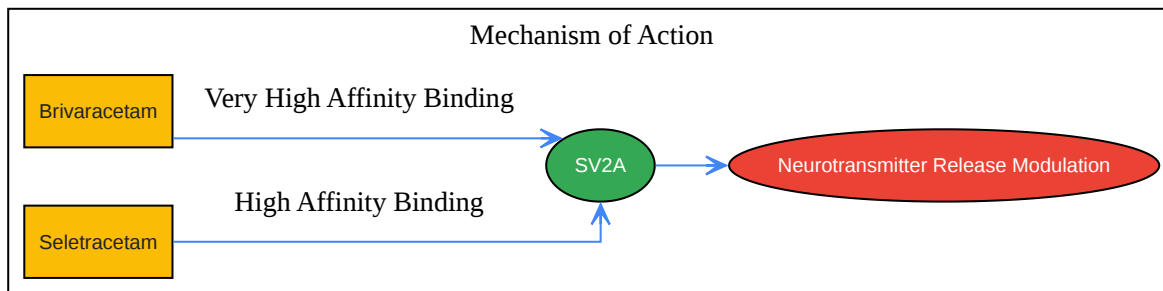 Mechanism of Action
Brivaracetam
Very High Affinity Binding
SV2A
Neurotransmitter Release Modulation
High Affinity Binding
Seletracetam